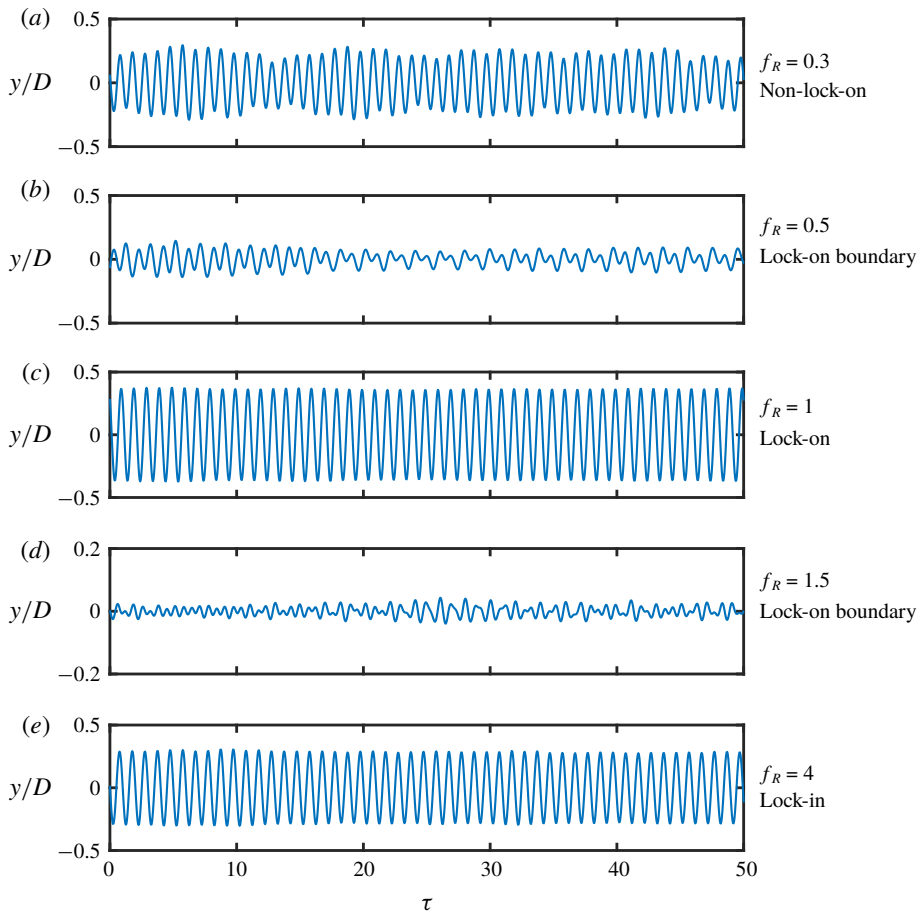 (a)
0.5
y/D 0
−0.5
f_R = 0.3
Non-lock-on
(b)
0.5
y/D 0
−0.5
f_R = 0.5
Lock-on boundary
(c)
0.5
y/D 0
−0.5
f_R = 1
Lock-on
(d)
0.2
y/D 0
−0.2
f_R = 1.5
Lock-on boundary
(e)
0.5
y/D 0
−0.5
f_R = 4
Lock-in
0 10 20 30 40 50
τ